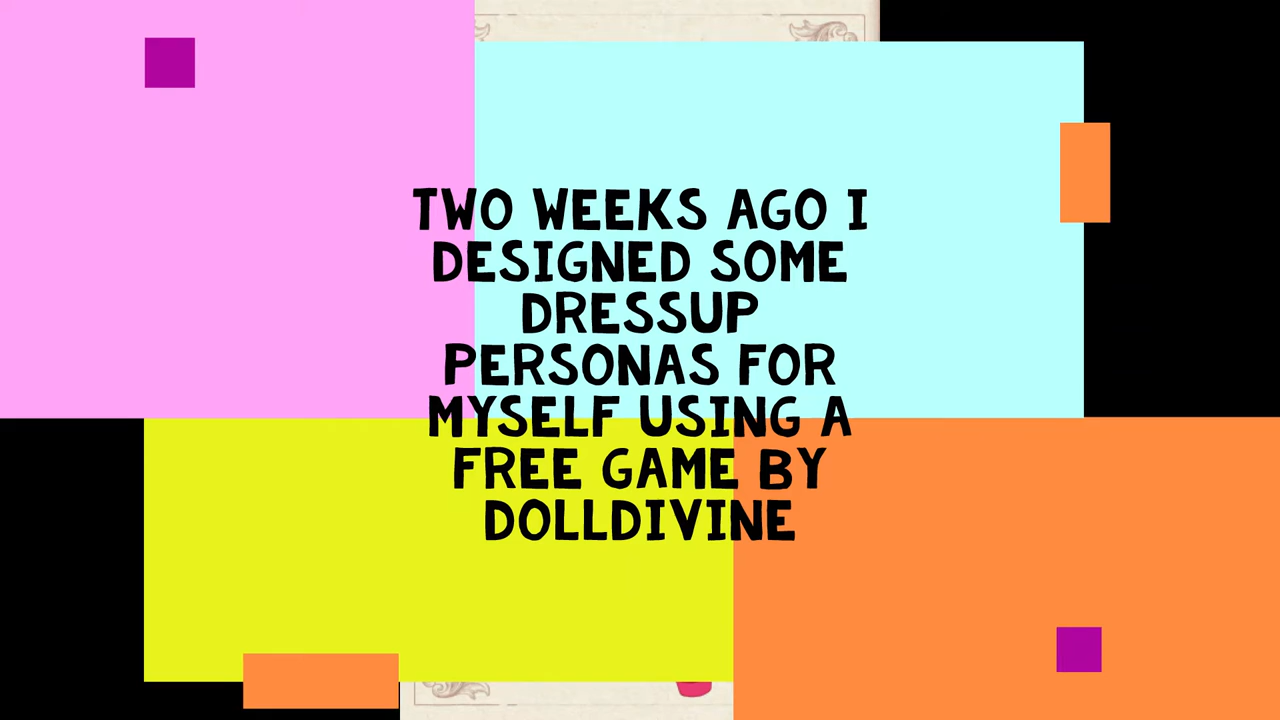 TWO WEEKS AGO I
DESIGNED SOME
DRESSUP
PERSONAS FOR
MYSELF USING A
FREE GAME BY
DOLLDIVINE